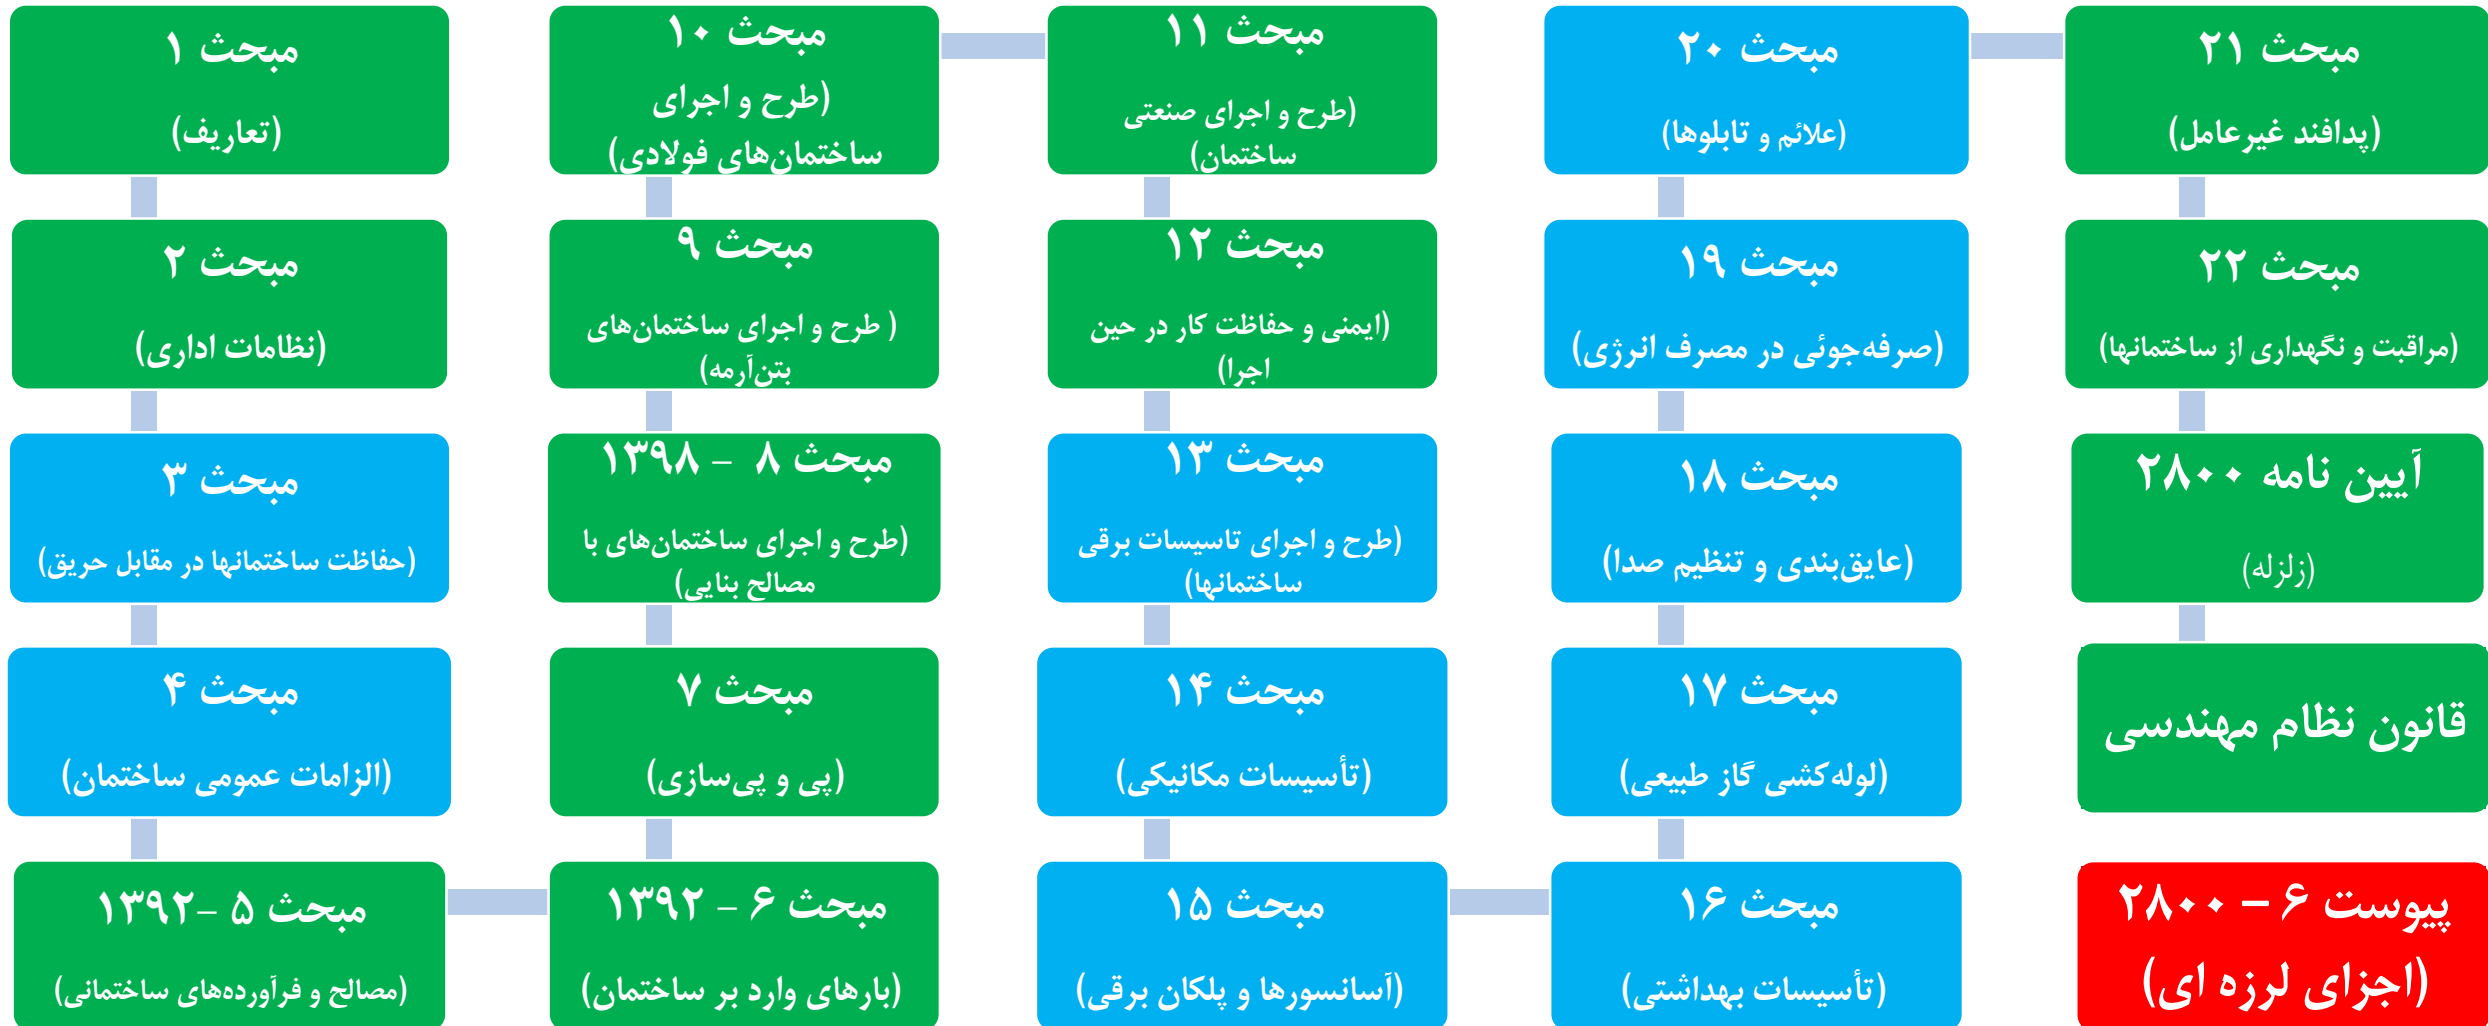 مبحث ۱
(تعاریف)
مبحث ۲
(نظامات اداری)
مبحث ۳
(حفاظت ساختمانها در مقابل حریق)
مبحث ۴
(الزامات عمومی ساختمان)
مبحث ۵ –۱۳۹۲
(مصالح و فرآورده‌های ساختمانی)
مبحث ۶ – ۱۳۹۲
(بارهای وارد بر ساختمان)
مبحث ۷
(پی و پی‌سازی)
مبحث ۸ – ۱۳۹۸
(طرح و اجرای ساختمان‌های با
مصالح بنایی)
مبحث ۹
( طرح و اجرای ساختمان‌های
بتن‌آرمه)
مبحث ۱۰
(طرح و اجرای
ساختمان‌های فولادی)
مبحث ۱۱
(طرح و اجرای صنعتی
ساختمان)
مبحث ۱۲
(ایمنی و حفاظت کار در حین
اجرا)
مبحث ۱۳
(طرح و اجرای تاسیسات برقی
ساختمانها)
مبحث ۱۴
(تأسیسات مکانیکی)
مبحث ۱۵
(آسانسورها و پلکان برقی)
مبحث ۱۶
(تأسیسات بهداشتی)
مبحث ۱۷
(لوله‌کشی گاز طبیعی)
مبحث ۱۸
(عایق‌بندی و تنظیم صدا)
مبحث ۱۹
(صرفه‌جوئی در مصرف انرژی)
مبحث ۲۰
(علائم و تابلوها)
مبحث ۲۱
(پدافند غیرعامل)
مبحث ۲۲
(مراقبت و نگهداری از ساختمانها)
آیین نامه ۲۸۰۰
(زلزله)
قانون نظام مهندسی
پیوست ۶ – ۲۸۰۰
(اجزای لرزه ای)